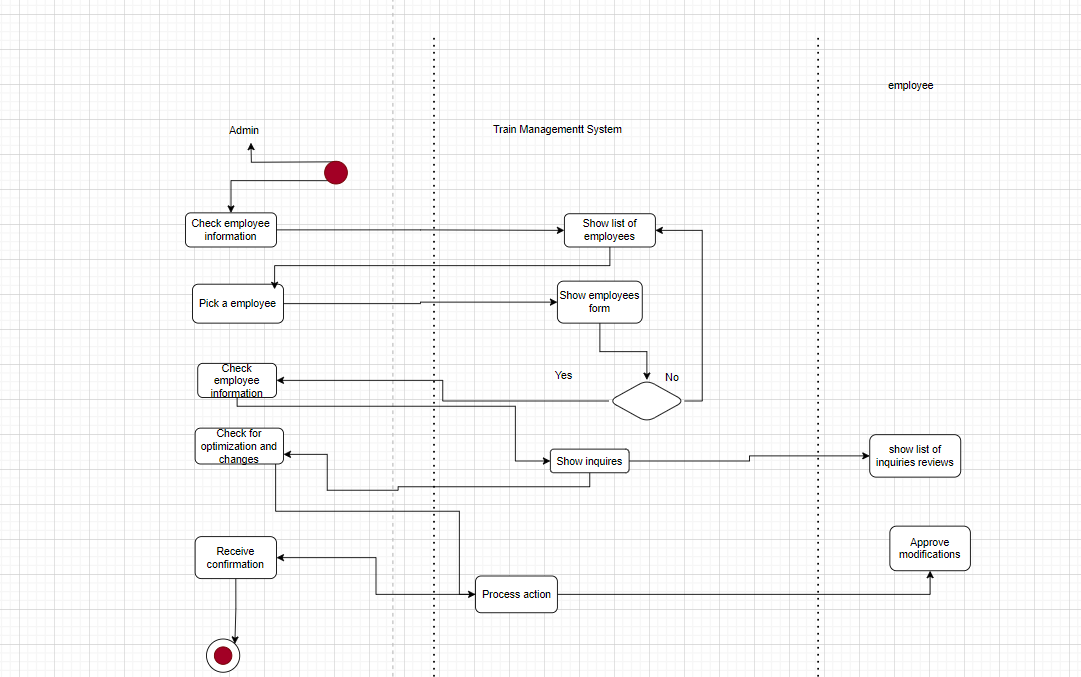 employee
Admin
Train Managementt System
Check employee
information
Show list of
employees
Pick a employee
Show employees
form
Yes
No
Check
employee
information
Check for
optimization and
changes
Show inquires
show list of
inquiries reviews
Receive
confirmation
Process action
Approve
modifications